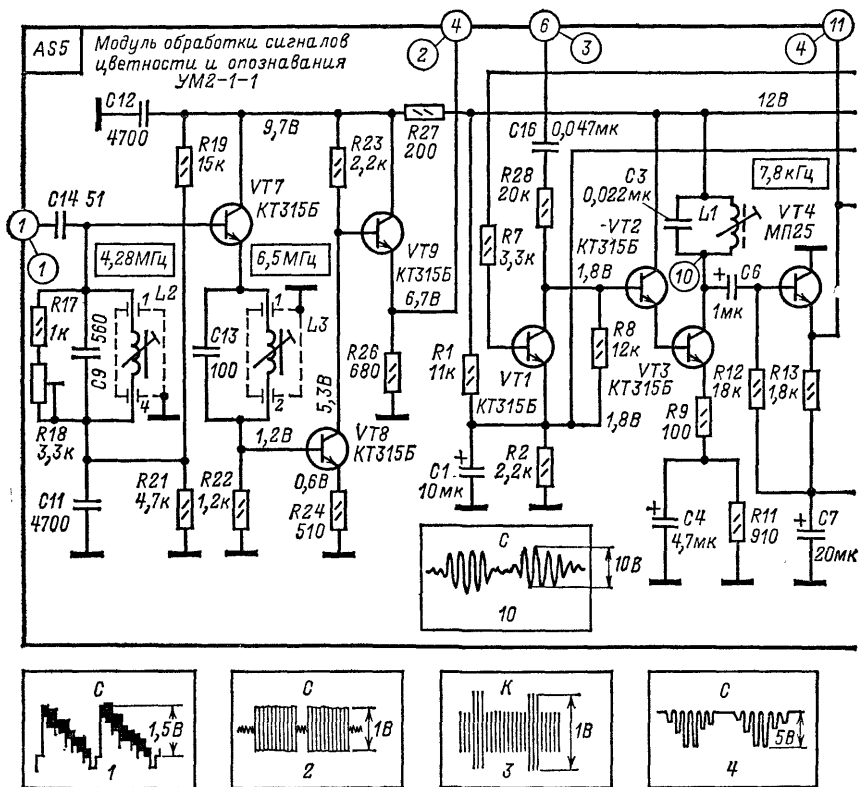 AS5
Модуль обработки сигналов
цветности и опознавания
УМ2-1-1
4
2
6
3
11
4
C12
4700
R19
15к
9,7В
R23
2,2к
R27
200
C16
0,047мк
12В
C14 51
1
1
VT7
КТ315Б
R28
20к
C3
0,022мк
L1
7,8кГц
4,28МГц
6,5МГц
VT9
КТ315Б
6,7В
R7
3,3к
-VT2
КТ315Б
1,8В
10
VT4
МП25
C6
1мк
R17
1к
560
C9
1
L2
4
C13
100
1
L3
2
R18
3,3к
5,3В
R26
680
R1
11к
VT1
КТ315Б
R8
12к
VT3
КТ315Б
R12
18к
R13
1,8к
1,2В
VT8
КТ315Б
1,8В
R9
100
C11
4700
R21
4,7к
R22
1,2к
0,6В
R24
510
C1
10мк
R2
2,2к
C4
4,7мк
R11
910
C7
20мк
C
10В
10
C
1,5В
1
C
1В
2
К
1В
3
C
5В
4